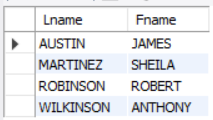 Lname Fname
AUSTIN JAMES
MARTINEZ SHEILA
ROBINSON ROBERT
WILKINSON ANTHONY